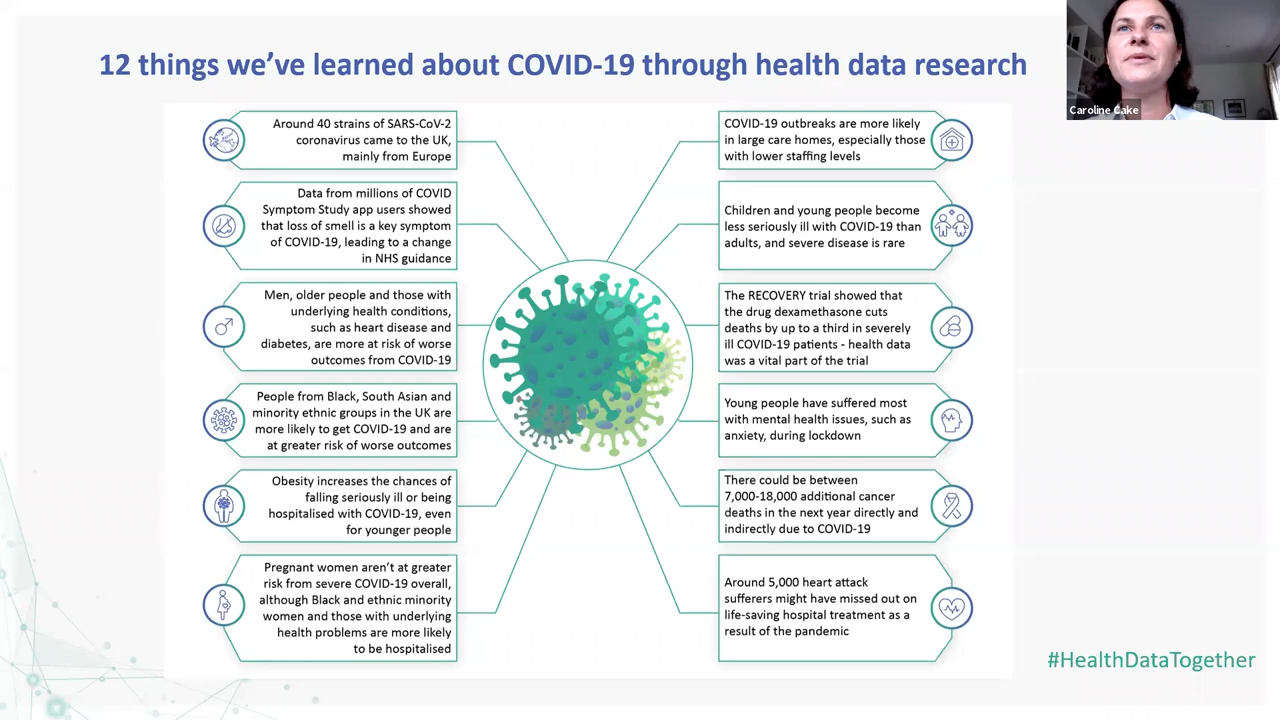 12 things we've learned about COVID-19 through health data research
Caroline Cake
Around 40 strains of SARS-CoV-2
coronavirus came to the UK,
mainly from Europe
Data from millions of COVID
Symptom Study app users showed
that loss of smell is a key symptom
of COVID-19, leading to a change
in NHS guidance
Men, older people and those with
underlying health conditions,
such as heart disease and
diabetes, are more at risk of worse
outcomes from COVID-19
People from Black, South Asian and
minority ethnic groups in the UK are
more likely to get COVID-19 and are
at greater risk of worse outcomes
Obesity increases the chances of
falling seriously ill or being
hospitalised with COVID-19, even
for younger people
Pregnant women aren't at greater
risk from severe COVID-19 overall,
although Black and ethnic minority
women and those with underlying
health problems are more likely
to be hospitalised
COVID-19 outbreaks are more likely
in large care homes, especially those
with lower staffing levels
Children and young people become
less seriously ill with COVID-19 than
adults, and severe disease is rare
The RECOVERY trial showed that
the drug dexamethasone cuts
deaths by up to a third in severely
ill COVID-19 patients - health data
was a vital part of the trial
Young people have suffered most
with mental health issues, such as
anxiety, during lockdown
There could be between
7,000-18,000 additional cancer
deaths in the next year directly and
indirectly due to COVID-19
Around 5,000 heart attack
sufferers might have missed out on
life-saving hospital treatment as a
result of the pandemic
#HealthDataTogether